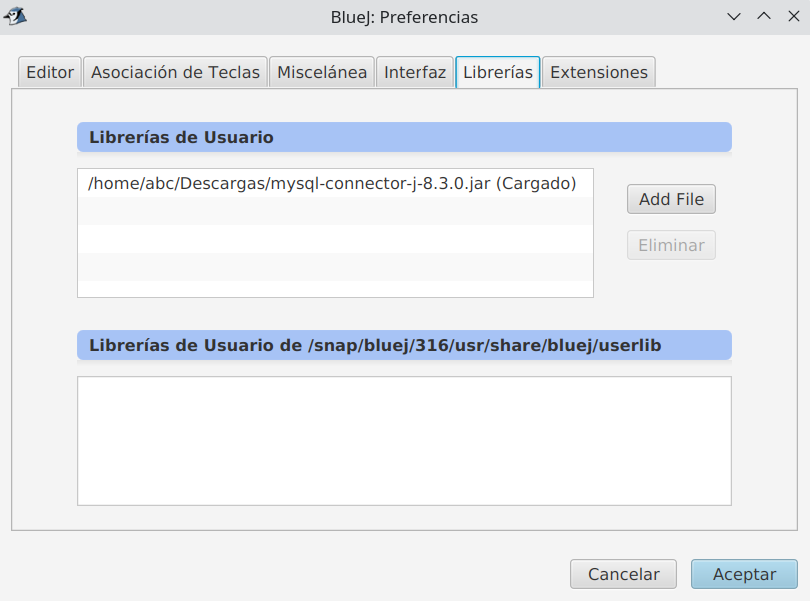 BlueJ: Preferencias
Editor Asociación de Teclas Miscelánea Interfaz Librerías Extensiones
Librerías de Usuario
/home/abc/Descargas/mysql-connector-j-8.3.0.jar (Cargado)
Add File
Eliminar
Librerías de Usuario de /snap/bluej/316/usr/share/bluej/userlib
Cancelar Aceptar